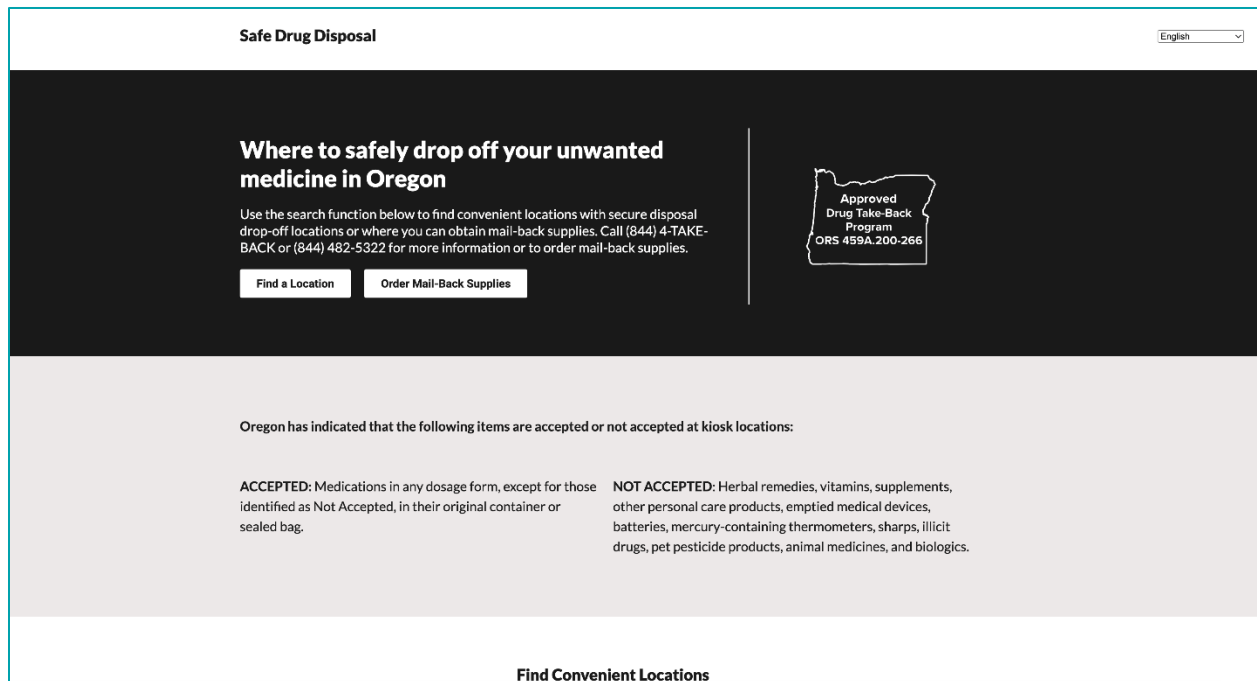 Safe Drug Disposal
English
Where to safely drop off your unwanted
medicine in Oregon
Use the search function below to find convenient locations with secure disposal
drop-off locations or where you can obtain mail-back supplies. Call (844) 4-TAKE-
BACK or (844) 482-5322 for more information or to order mail-back supplies.
Find a Location
Order Mail-Back Supplies
Approved
Drug Take-Back
Program
ORS 459A.200-266
Oregon has indicated that the following items are accepted or not accepted at kiosk locations:
ACCEPTED: Medications in any dosage form, except for those
identified as Not Accepted, in their original container or
sealed bag.
NOT ACCEPTED: Herbal remedies, vitamins, supplements,
other personal care products, emptied medical devices,
batteries, mercury-containing thermometers, sharps, illicit
drugs, pet pesticide products, animal medicines, and biologics.
Find Convenient Locations